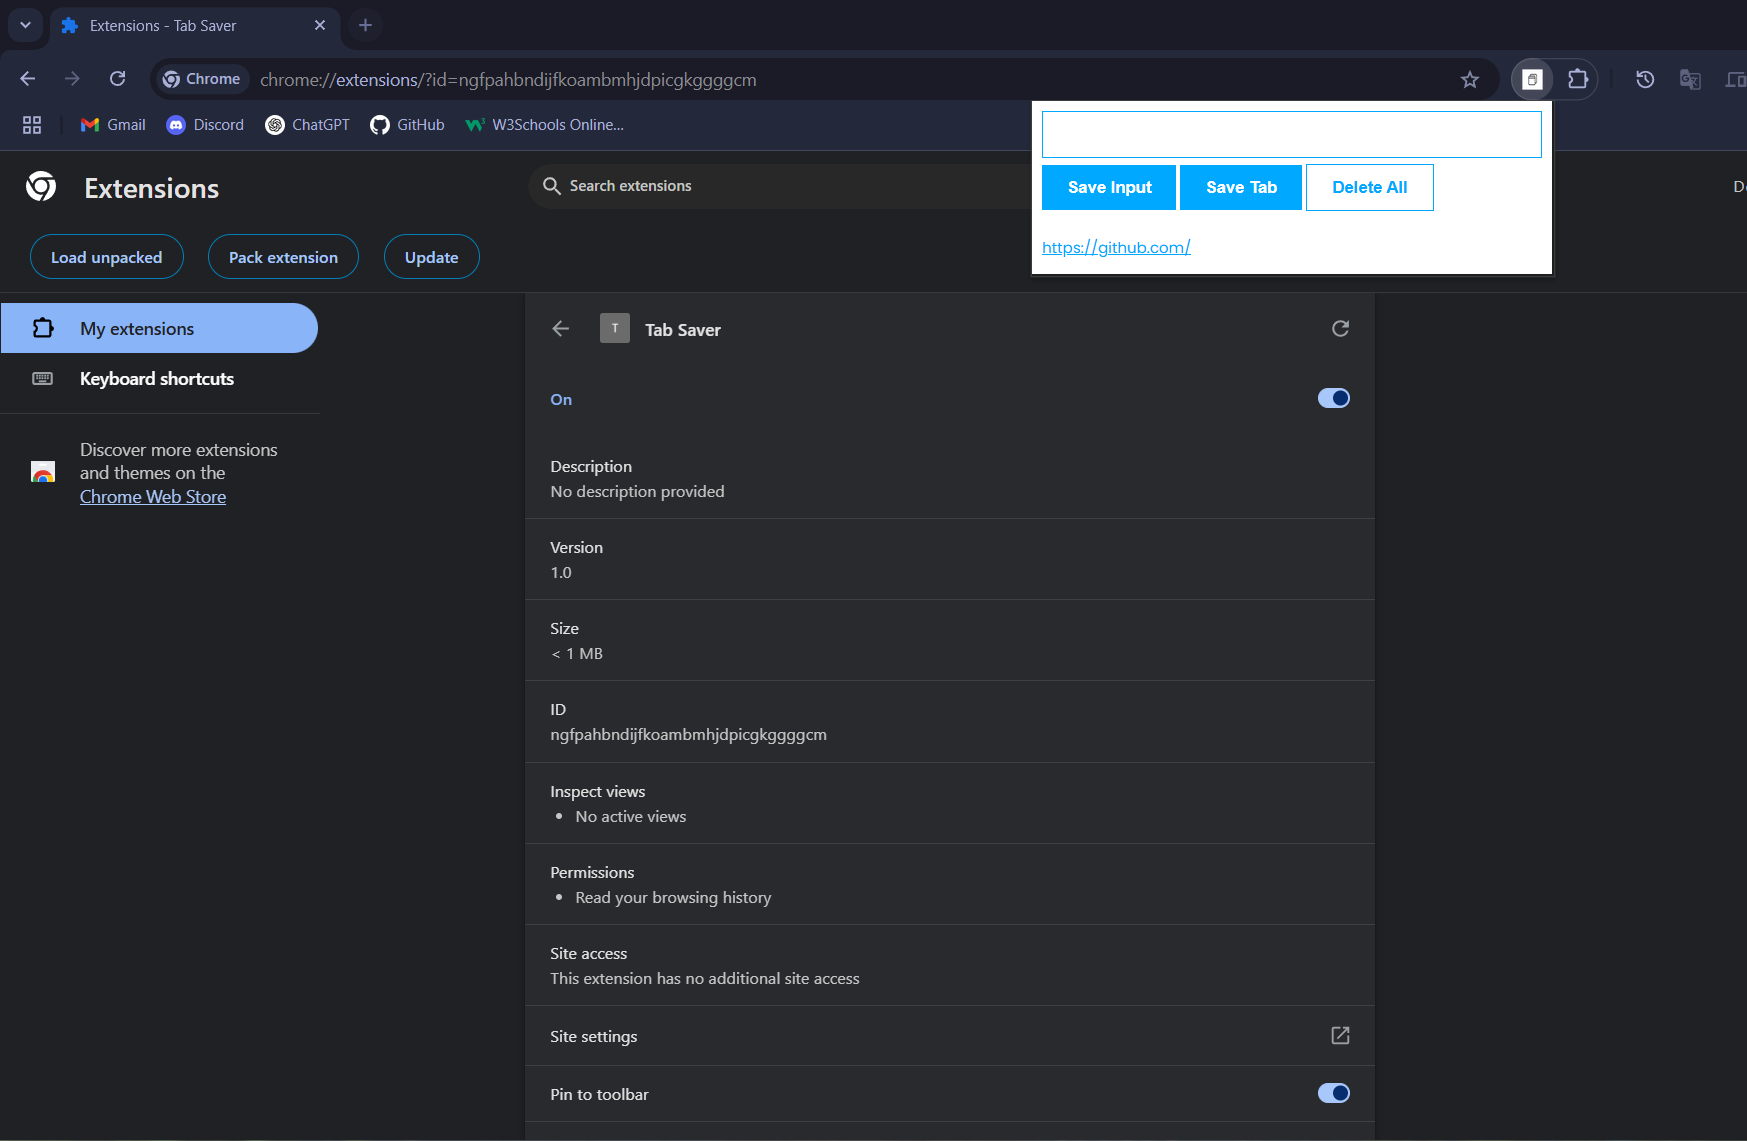 Extensions - Tab Saver
Chrome
chrome://extensions/?id=ngfpahbndijfkoambmhjdpicgkggggcm
Gmail
Discord
ChatGPT
GitHub
W3Schools Online...
Extensions
Search extensions
Save Input
Save Tab
Delete All
https://github.com/
Load unpacked
Pack extension
Update
My extensions
Keyboard shortcuts
Discover more extensions
and themes on the
Chrome Web Store
T
Tab Saver
On
Description
No description provided
Version
1.0
Size
< 1 MB
ID
ngfpahbndijfkoambmhjdpicgkggggcm
Inspect views
• No active views
Permissions
• Read your browsing history
Site access
This extension has no additional site access
Site settings
Pin to toolbar